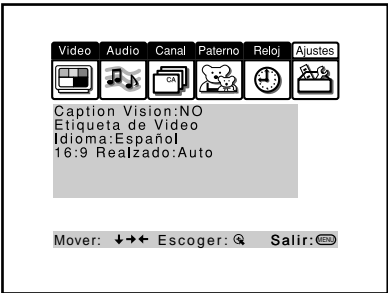 Video Audio Canal Paterno Reloj Ajustes
CA
Caption Vision:NO
Etiqueta de Video
Idioma:Español
16:9 Realzado:Auto
Mover: ↓→← Escoger: Salir: MENU